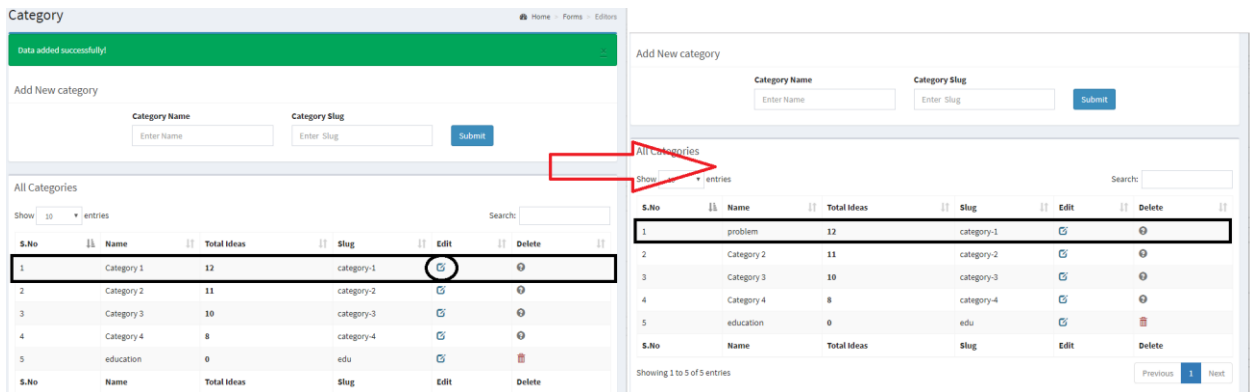 Category
Home > Forms > Editors
Data added successfully!
×
Add New category
Category Name Category Slug
Enter Name Enter Slug Submit
All Categories
Show 10 entries Search:
S.No Name Total Ideas Slug Edit Delete
1 Category 1 12 category-1
2 Category 2 11 category-2
3 Category 3 10 category-3
4 Category 4 8 category-4
5 education 0 edu
S.No Name Total Ideas Slug Edit Delete
Add New category
Category Name Category Slug
Enter Name Enter Slug Submit
All Categories
Show 10 entries Search:
S.No Name Total Ideas Slug Edit Delete
1 problem 12 category-1
2 Category 2 11 category-2
3 Category 3 10 category-3
4 Category 4 8 category-4
5 education 0 edu
S.No Name Total Ideas Slug Edit Delete
Showing 1 to 5 of 5 entries Previous 1 Next